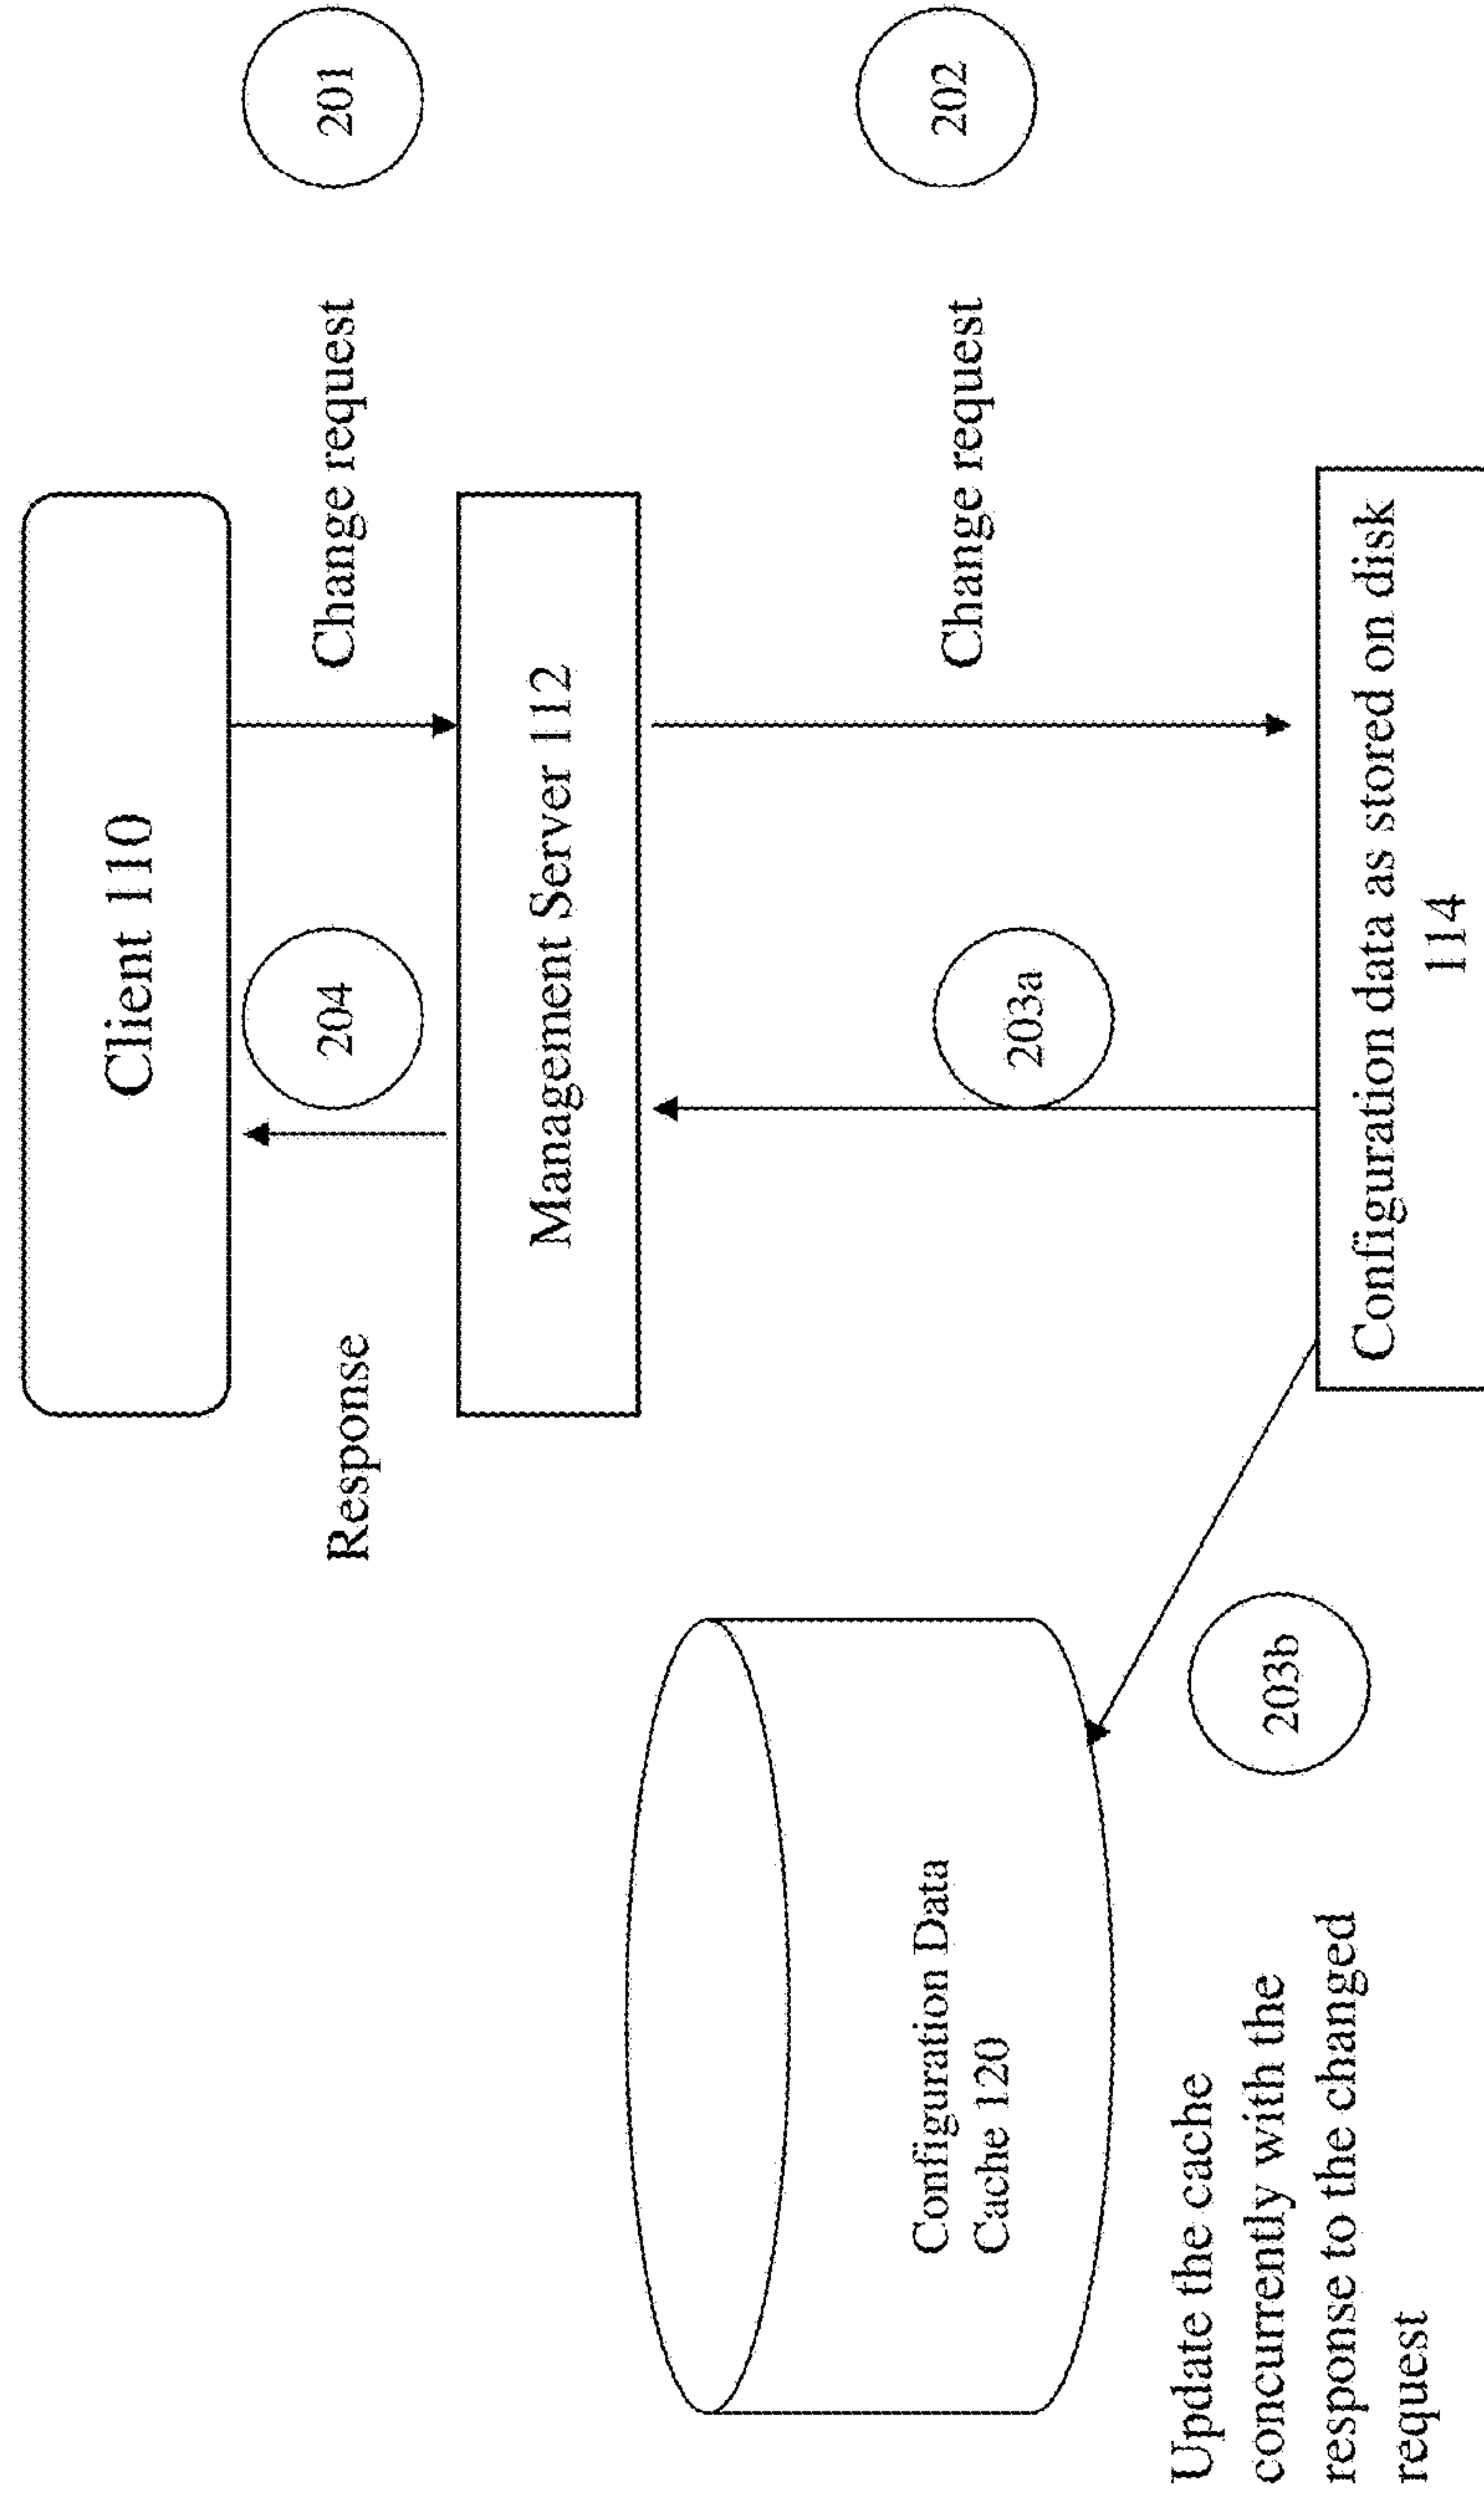 Client 110
Response
204
Change request
201
Management Server 112
Configuration Data
Cache 120
203a
Change request
202
Update the cache
concurrently with the
response to the changed
request
203b
Configuration data as stored on disk
114